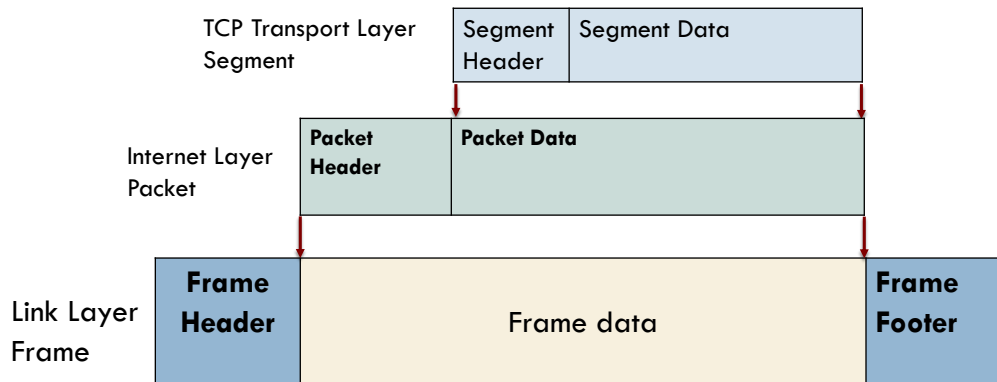 TCP Transport Layer
Segment
Segment
Header
Segment Data
Internet Layer
Packet
Packet
Header
Packet Data
Link Layer
Frame
Frame
Header
Frame data
Frame
Footer